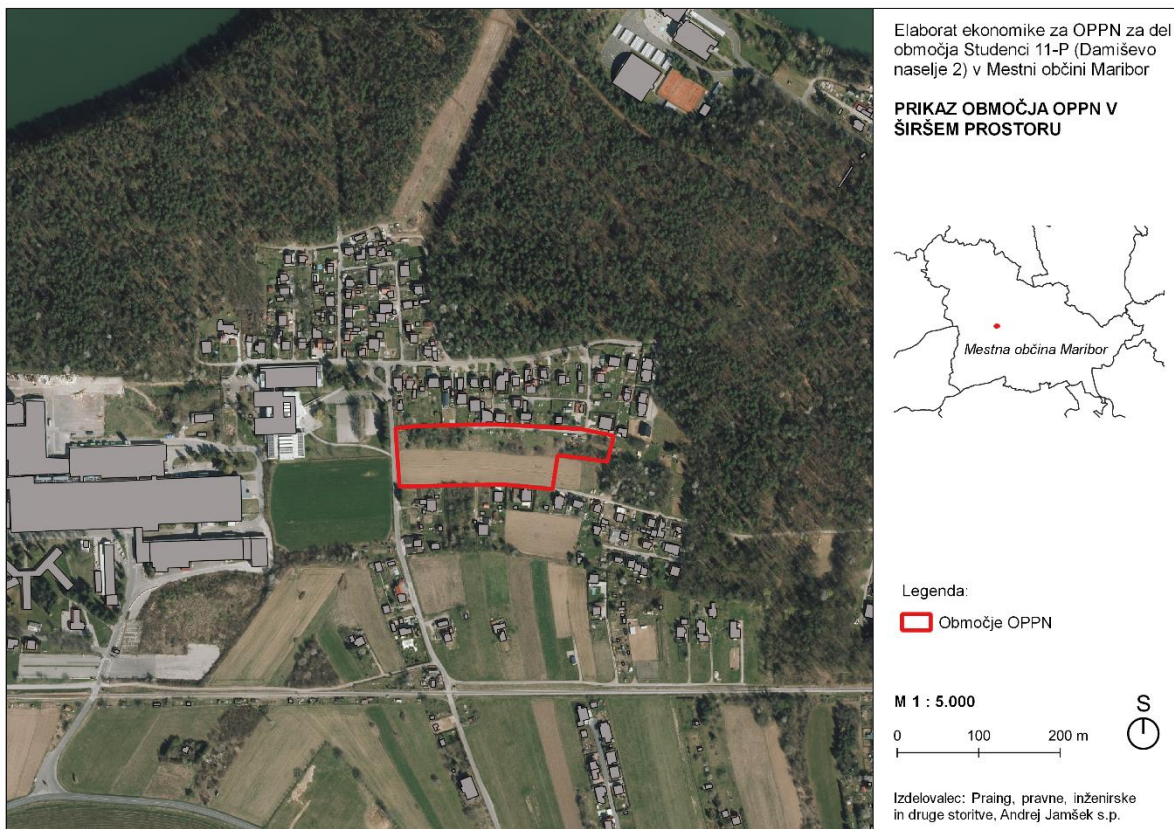 Elaborat ekonomike za OPPN za del
območja Studenci 11-P (Damiševo
naselje 2) v Mestni občini Maribor
PRIKAZ OBMOČJA OPPN V
ŠIRŠEM PROSTORU
Mestna občina Maribor
Legenda:
Območje OPPN
M 1 : 5.000
S
0 100 200 m
Izdelovalec: Praing, pravne, inženirske
in druge storitve, Andrej Jamšek s.p.